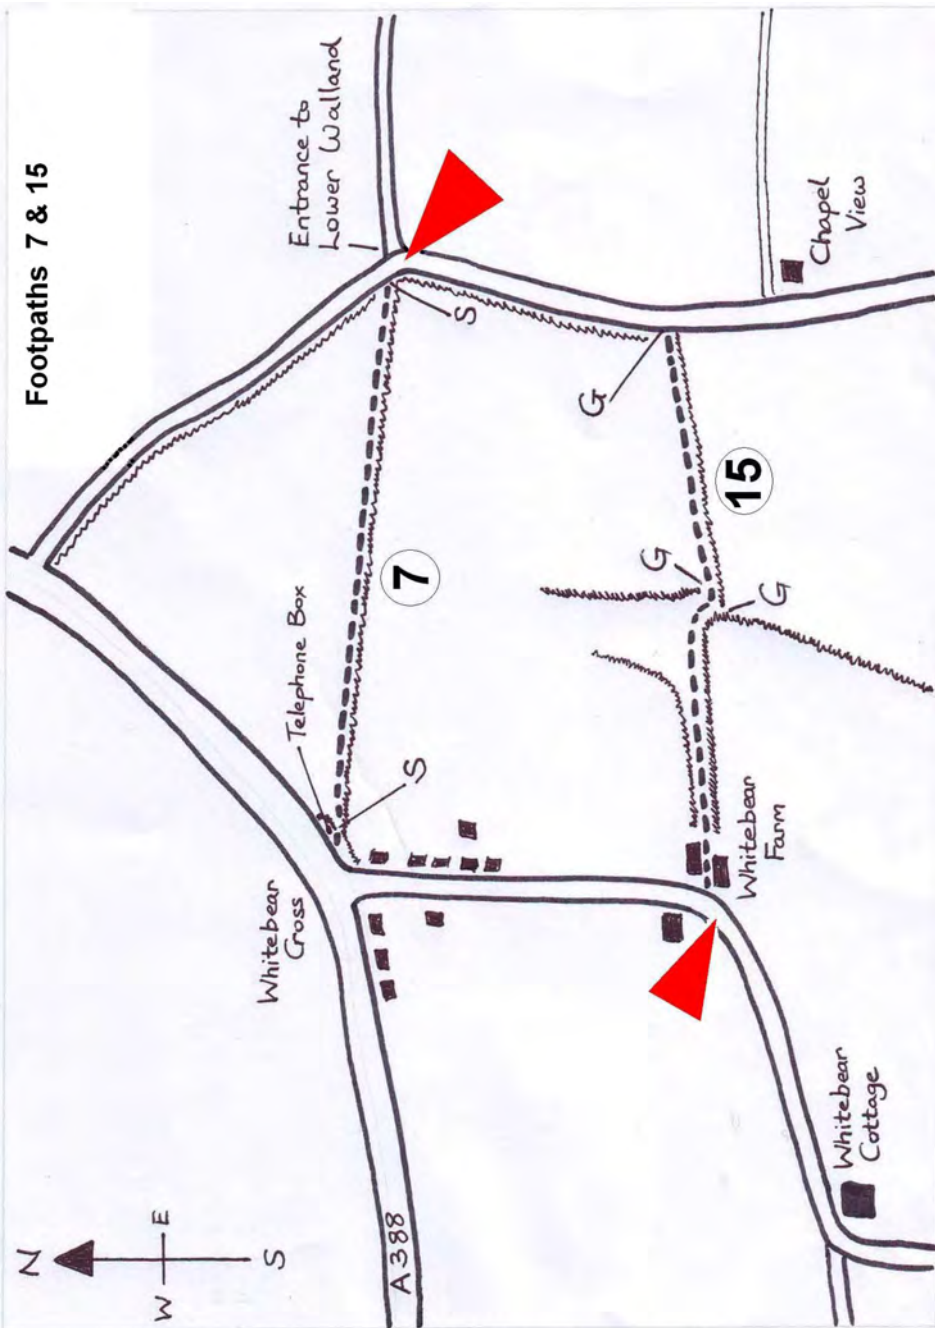 Footpaths 7 & 15
N
W
E
S
A388
Whitebear
Cross
Telephone Box
S
7
Entrance to
Lower Walland
S
G
G
G
15
Whitebear
Farm
Whitebear
Cottage
Chapel
View